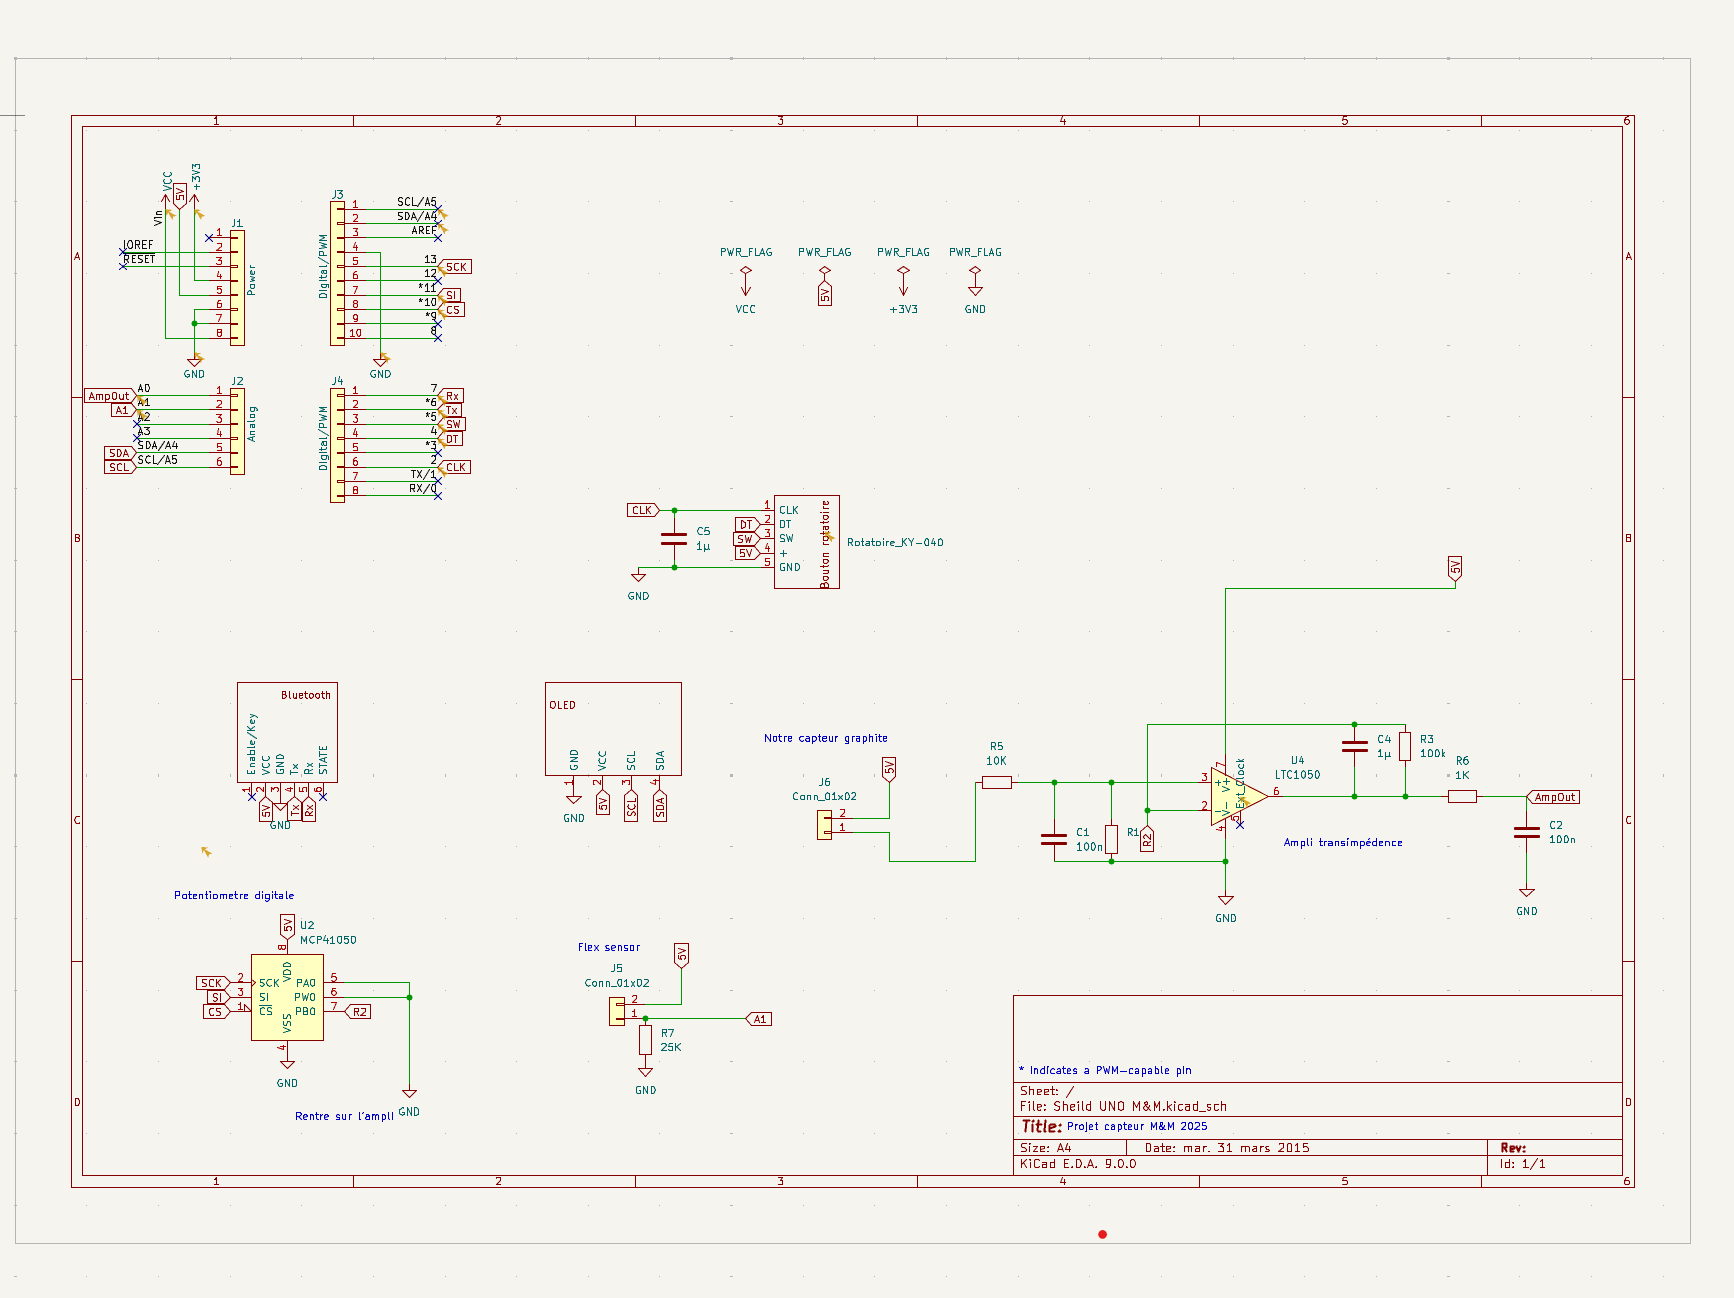 1 2 3 4 5 6
A
B
C
D
A
B
C
D
1 2 3 4 5 6
VCC
5V
+3V3
Vin
IOREF
RESET
J1
Power
1
2
3
4
5
6
7
8
GND
J3
Digital/PWM
1 SCL/A5
2 SDA/A4
3 AREF
4
5 13 SCK
6 12
7 *11 SI
8 *10 CS
9 *9
10 8
GND
J2
Analog
AmpOut A0 1
A1 A1 2
A2 3
A3 4
SDA SDA/A4 5
SCL SCL/A5 6
J4
Digital/PWM
1 7 Rx
2 *6 Tx
3 *5 SW
4 4 DT
5 *3
6 2 CLK
7 TX/1
8 RX/0
PWR_FLAG PWR_FLAG PWR_FLAG PWR_FLAG
VCC 5V +3V3 GND
CLK
C5
1µ
1 CLK
DT 2 DT
SW 3 SW
5V 4 +
5 GND
Bouton rotatoire
Rotatoire_KY-040
GND
Bluetooth
Enable/Key
VCC
GND
Tx
Rx
STATE
1 2 3 4 5 6
5V
GND
Tx
Rx
OLED
GND
VCC
SCL
SDA
1 2 3 4
GND
5V
SCL
SDA
Notre capteur graphite
5V
J6
Conn_01x02
2
1
R5
10K
C1
100n
R1
R2
5V
3
2
7
4
5
6
+
-
V+
V-
Ext_Clock
U4
LTC1050
GND
C4
1µ
R3
100k
R6
1K
AmpOut
C2
100n
GND
Ampli transimpédence
Potentiometre digitale
5V
U2
MCP41050
8
VDD
SCK 2 SCK
SI 3 SI
CS 1 CS
PA0 5
PW0 6
PB0 7 R2
VSS
4
GND
GND
Rentre sur l'ampli
Flex sensor
5V
J5
Conn_01x02
2
1
A1
R7
25K
GND
* Indicates a PWM-capable pin
Sheet: /
File: Sheild UNO M&M.kicad_sch
Title: Projet capteur M&M 2025
Size: A4 Date: mar. 31 mars 2015 Rev:
KiCad E.D.A. 9.0.0 Id: 1/1